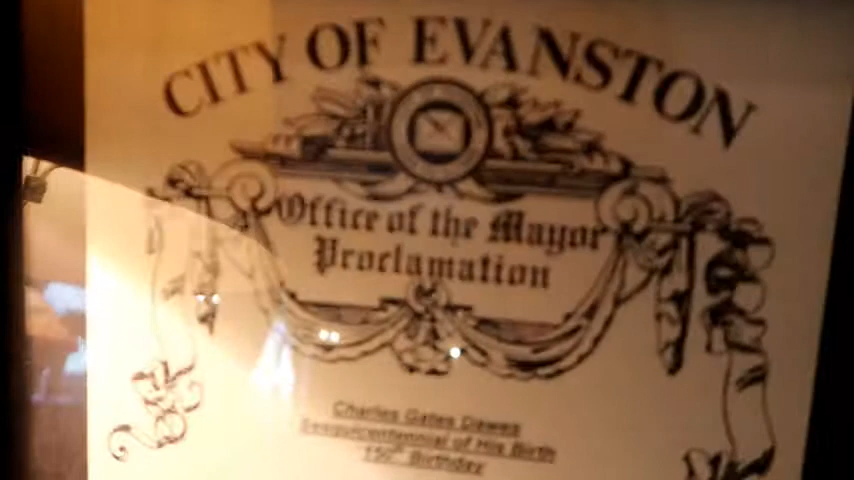 CITY OF EVANSTON
Office of the Mayor
Proclamation
Charles Gates Dawes
Sesquicentennial of His Birth
150th Birthday